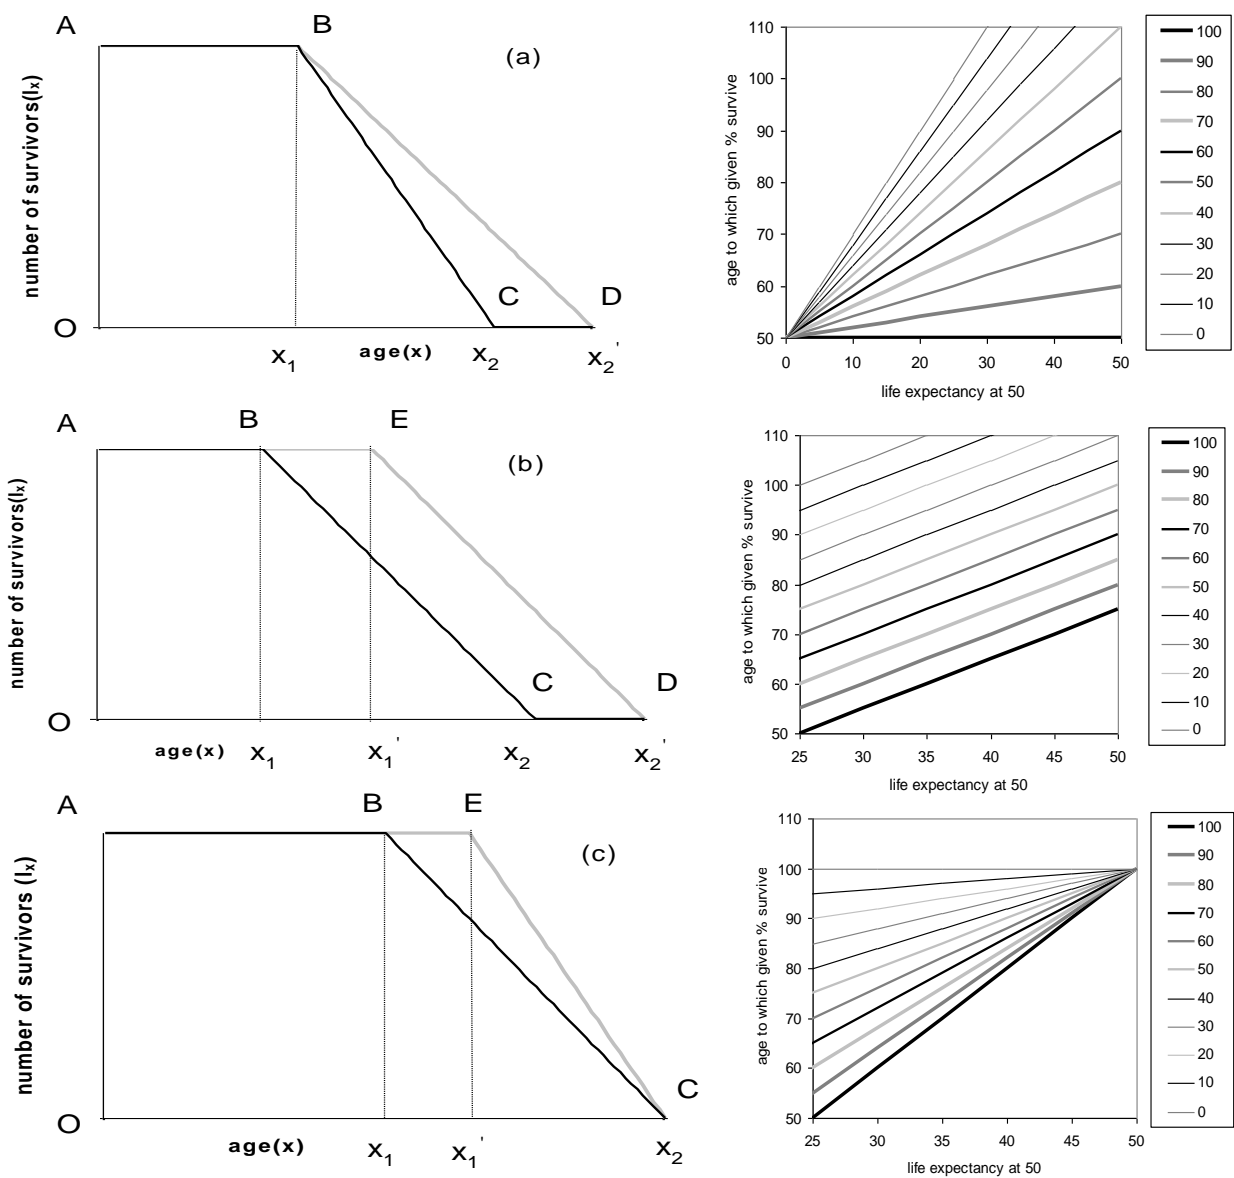 A
B
(a)
number of survivors(lx)
C
D
O
x1
age(x)
x2
x2'
110
100
90
80
70
60
50
age to which given % survive
0
10
20
30
40
50
life expectancy at 50
100
90
80
70
60
50
40
30
20
10
0
A
B
E
(b)
number of survivors(lx)
C
D
O
age(x)
x1
x1'
x2
x2'
110
100
90
80
70
60
50
age to which given % survive
25
30
35
40
45
50
life expectancy at 50
100
90
80
70
60
50
40
30
20
10
0
A
B
E
(c)
number of survivors (lx)
C
O
age(x)
x1
x1'
x2
110
100
90
80
70
60
50
age to which given % survive
25
30
35
40
45
50
life expectancy at 50
100
90
80
70
60
50
40
30
20
10
0